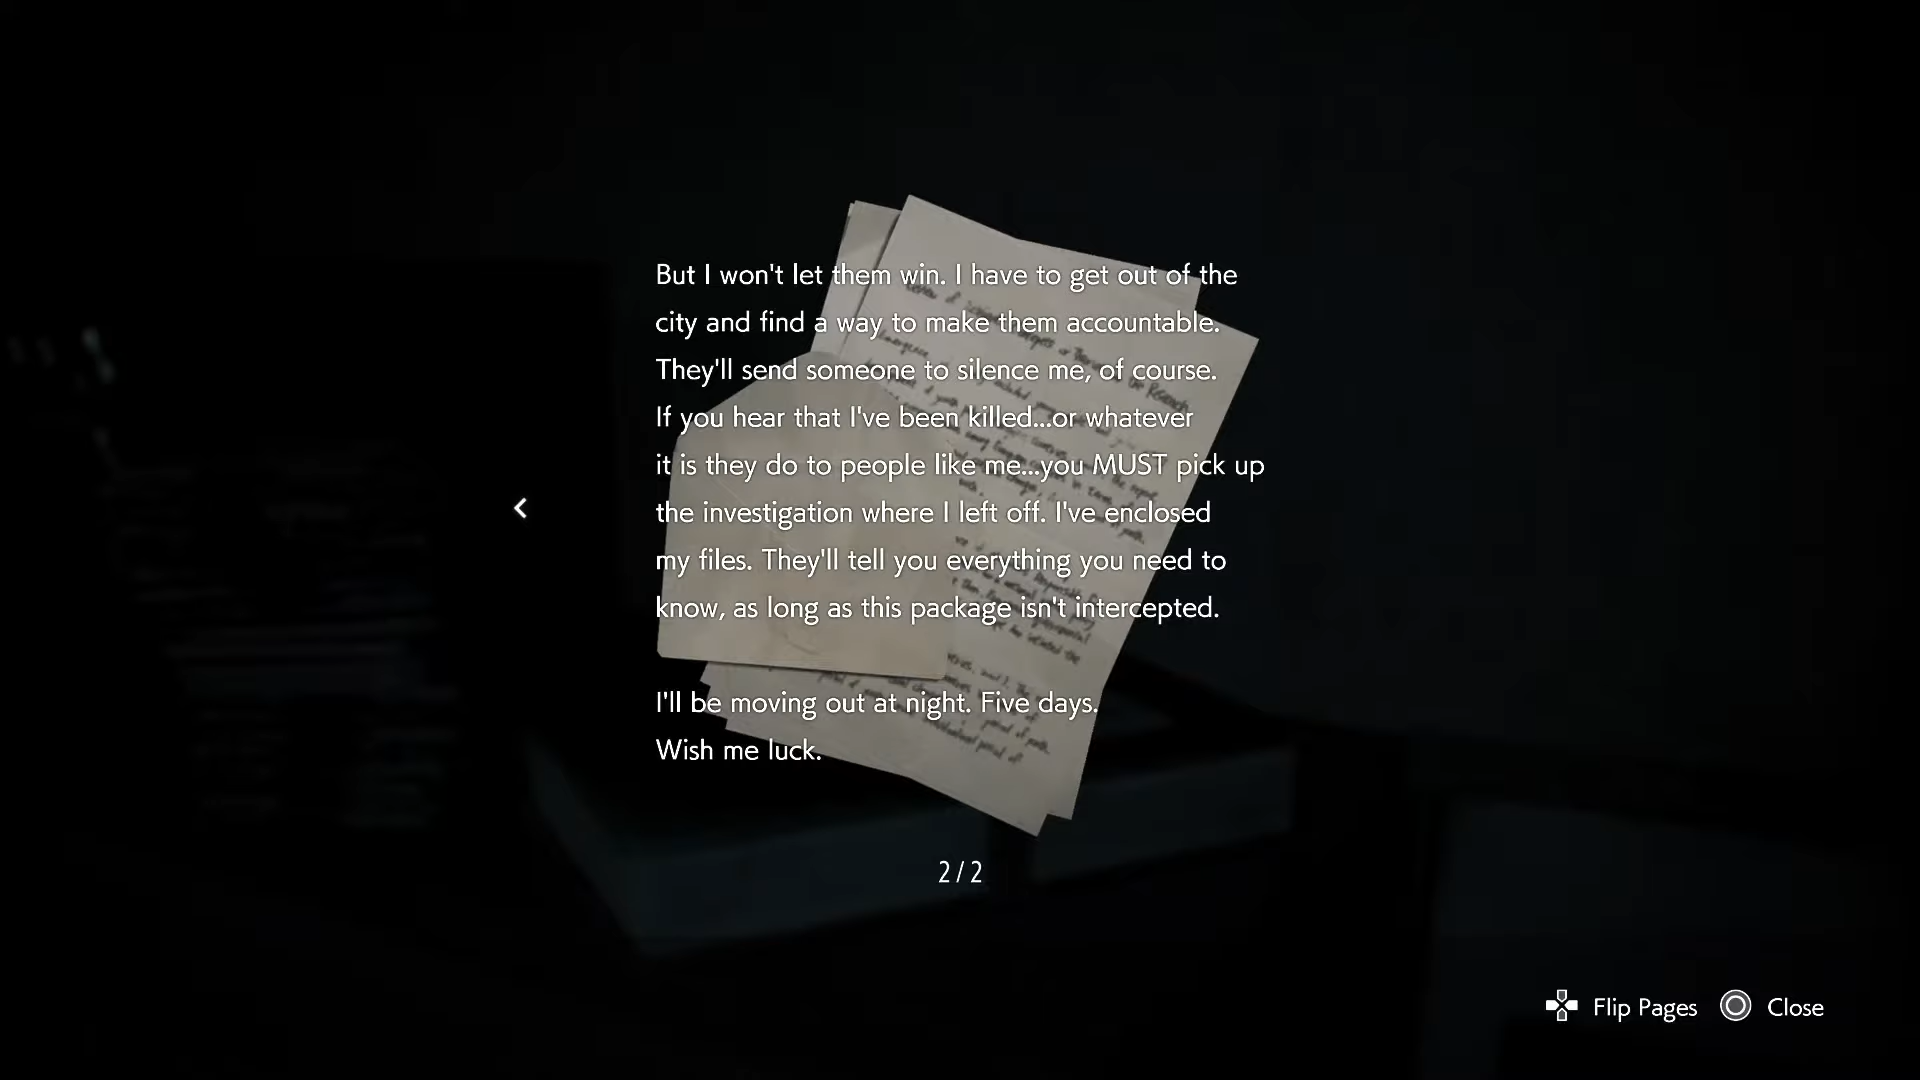 But I won't let them win. I have to get out of the
city and find a way to make them accountable.
They'll send someone to silence me, of course.
If you hear that I've been killed...or whatever
it is they do to people like me...you MUST pick up
the investigation where I left off. I've enclosed
my files. They'll tell you everything you need to
know, as long as this package isn't intercepted.
I'll be moving out at night. Five days.
Wish me luck.
2 / 2
Flip Pages
Close